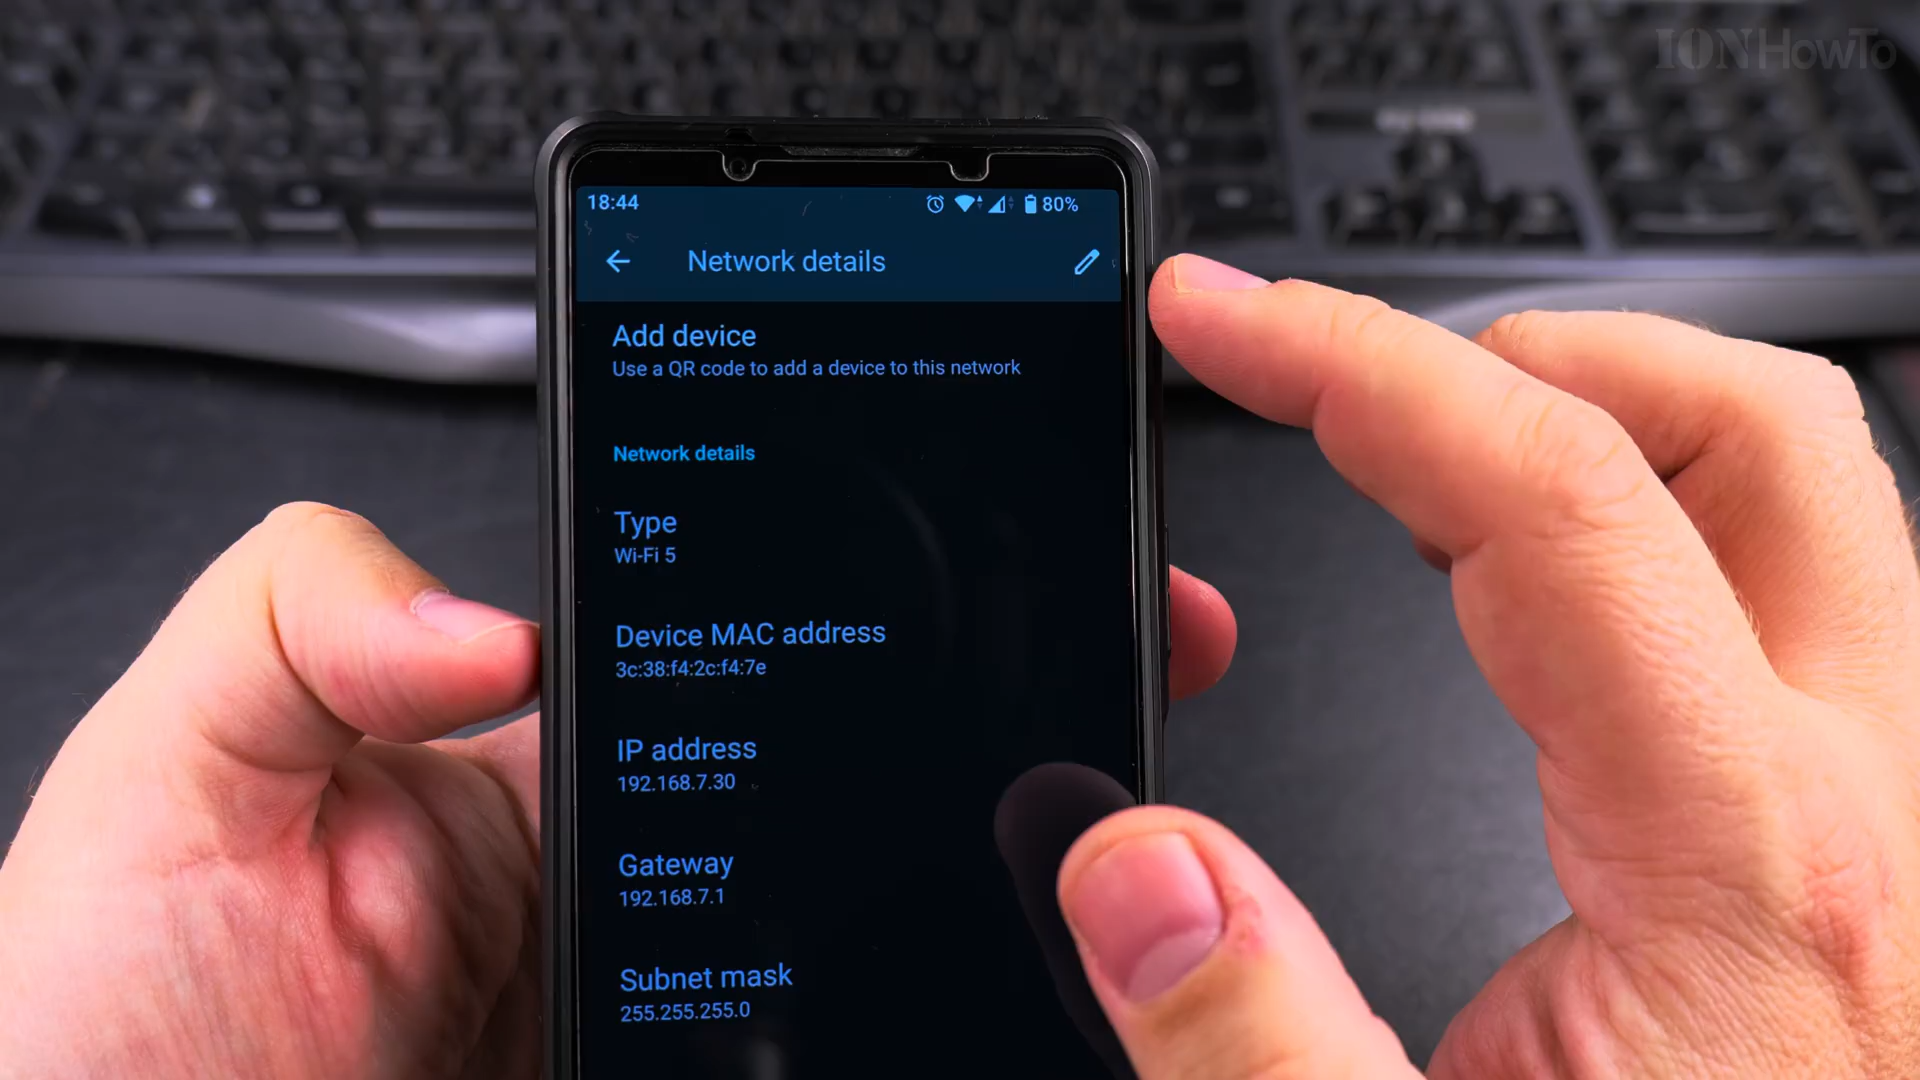 IONHowTo
18:44 80%
Network details
Add device
Use a QR code to add a device to this network
Network details
Type
Wi-Fi 5
Device MAC address
3c:38:f4:2c:f4:7e
IP address
192.168.7.30
Gateway
192.168.7.1
Subnet mask
255.255.255.0